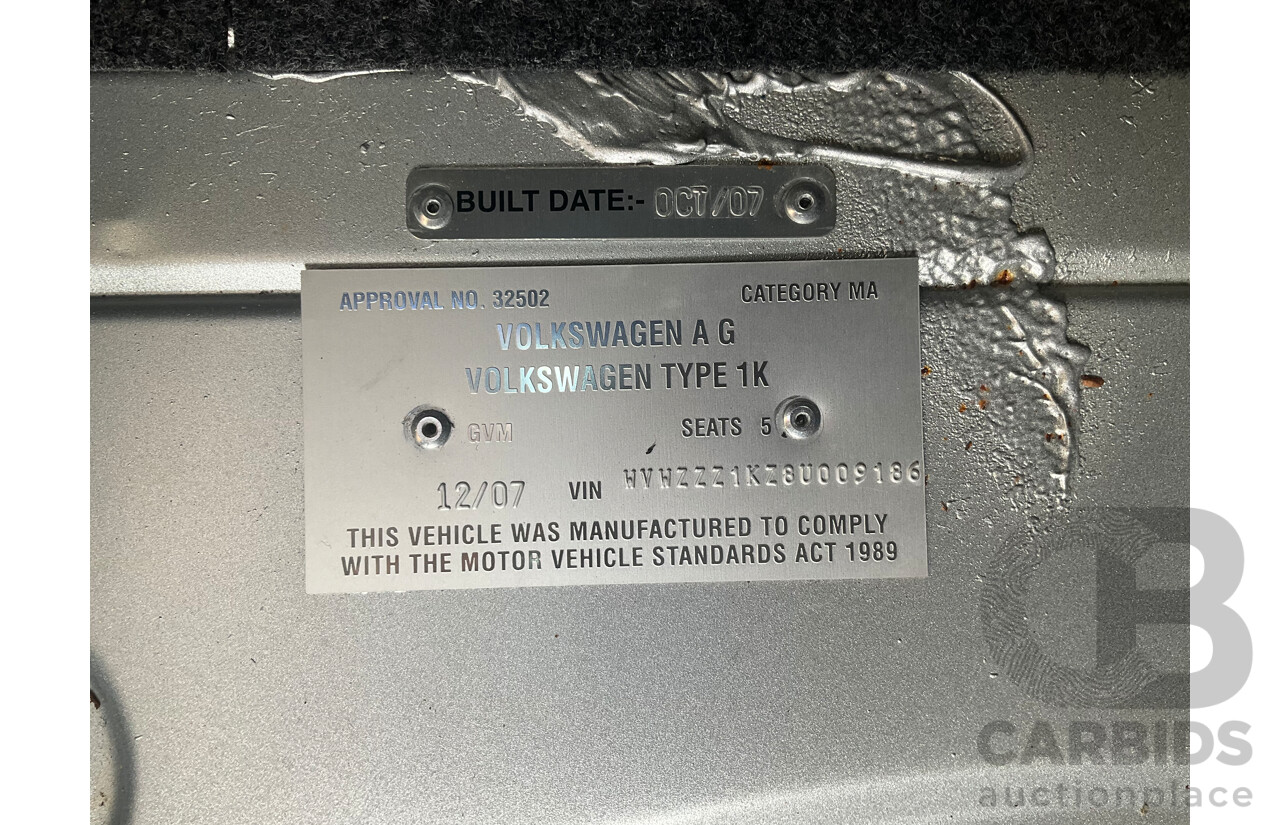 BUILT DATE:- OCT/07
APPROVAL NO. 32502 CATEGORY MA
VOLKSWAGEN A G
VOLKSWAGEN TYPE 1K
GVM SEATS 5
12/07 VIN WVWZZZ1KZ8U009186
THIS VEHICLE WAS MANUFACTURED TO COMPLY
WITH THE MOTOR VEHICLE STANDARDS ACT 1989
CB
CARBIDS
auctionplace